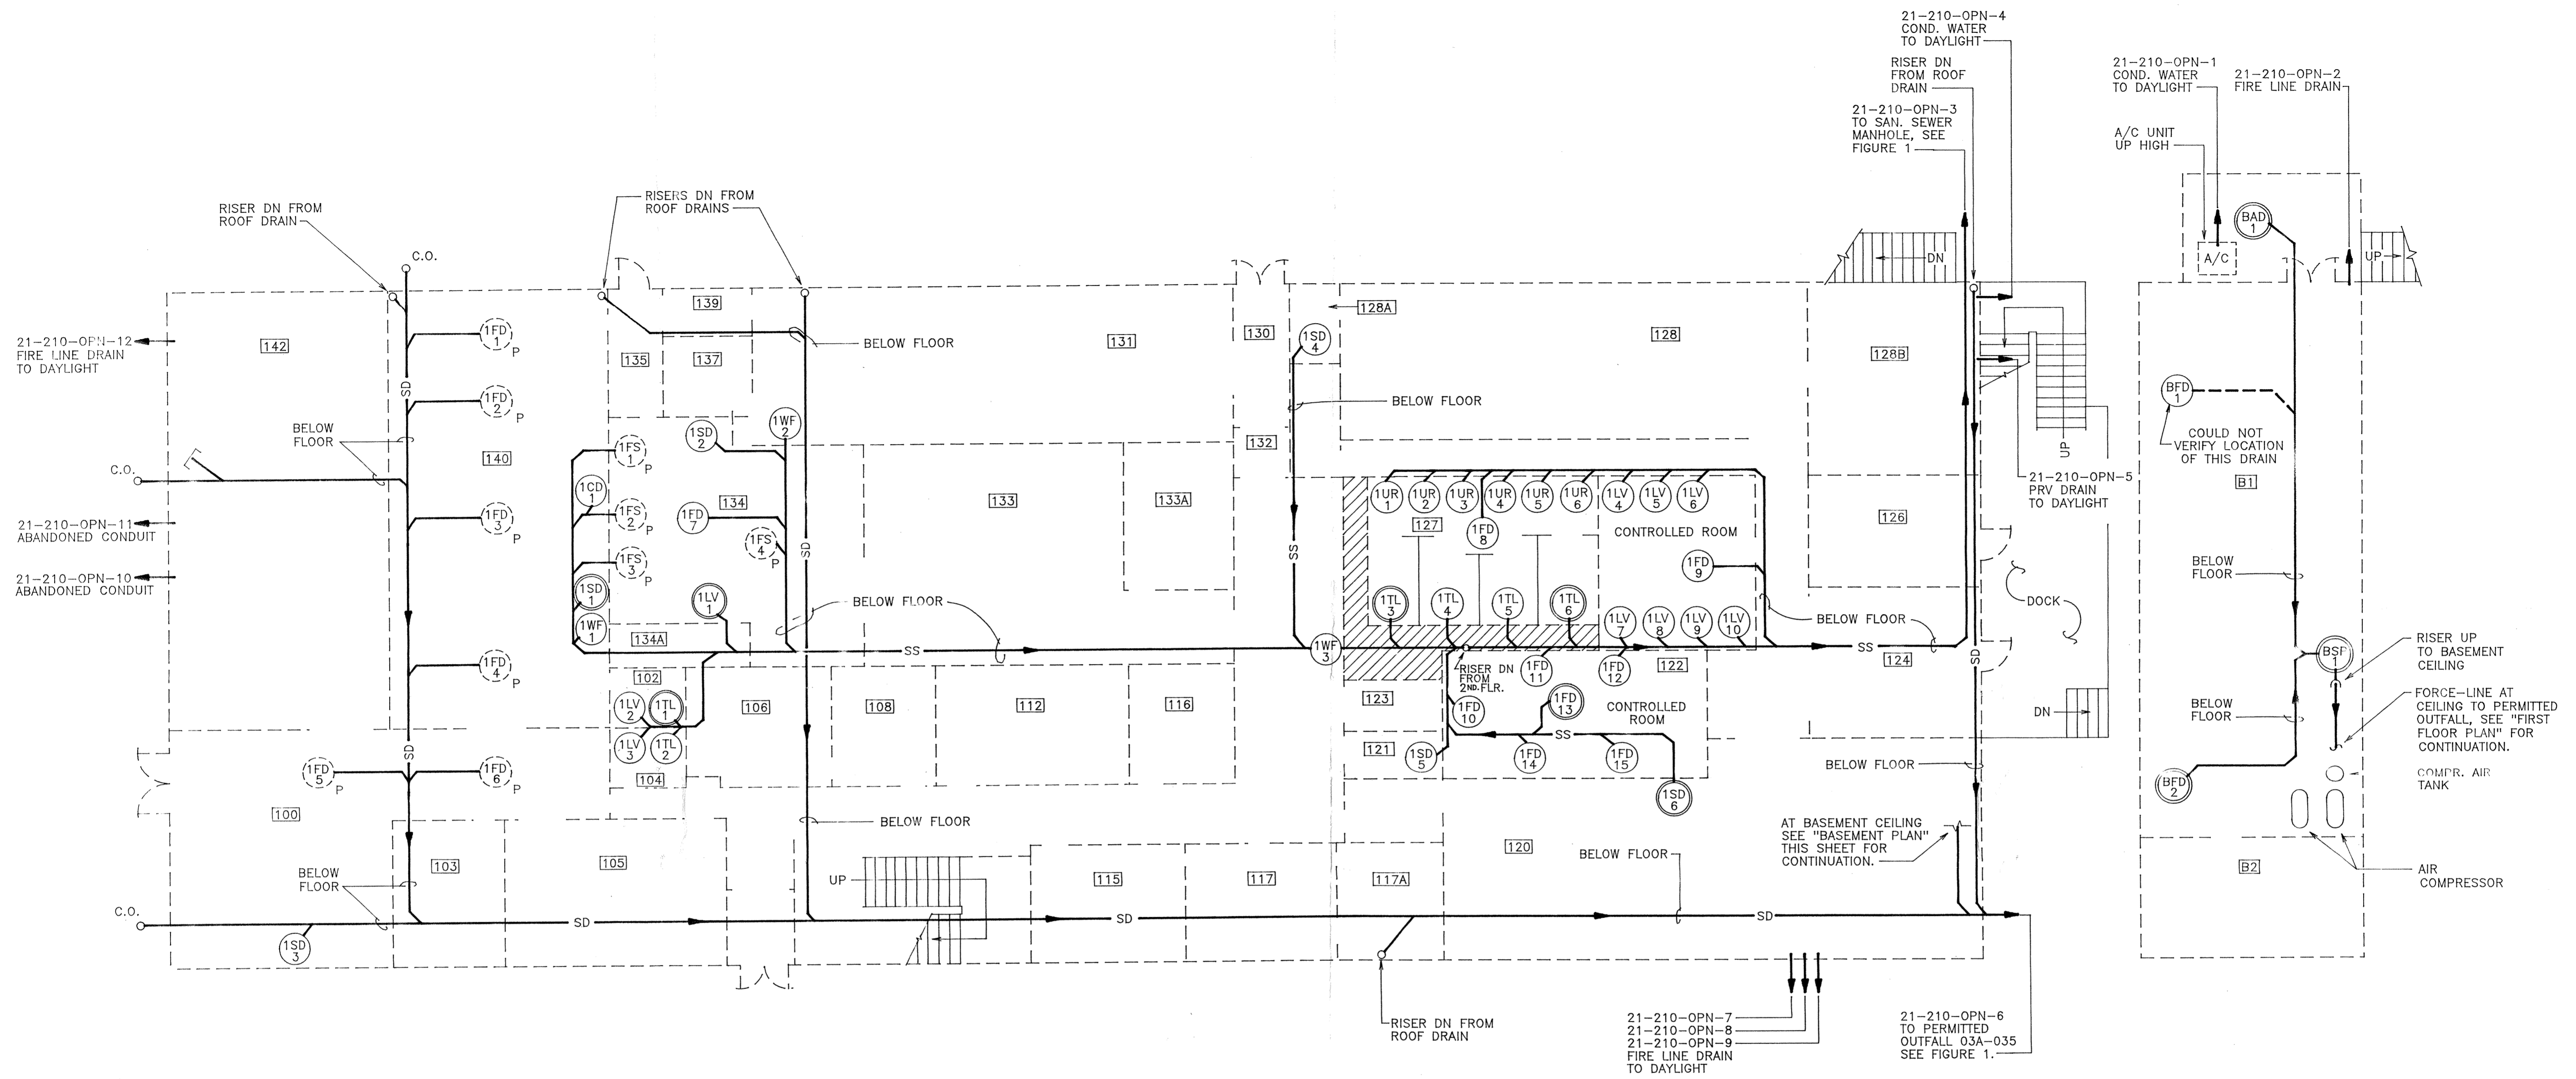 21-210-OPN-4
COND. WATER
TO DAYLIGHT
RISER DN
FROM ROOF
DRAIN
21-210-OPN-3
TO SAN. SEWER
MANHOLE, SEE
FIGURE 1
21-210-OPN-1
COND. WATER
TO DAYLIGHT
21-210-OPN-2
FIRE LINE DRAIN
A/C UNIT
UP HIGH
RISER DN FROM
ROOF DRAIN
RISERS DN FROM
ROOF DRAINS
C.O.
DN
BAD
1
A/C
UP
139
128A
130
1SD
4
131
128
128B
142
135
137
BELOW FLOOR
21-210-OPN-12
FIRE LINE DRAIN
TO DAYLIGHT
1FD
1
P
SD
1FD
2
P
BELOW
FLOOR
140
C.O.
1FD
3
P
21-210-OPN-11
ABANDONED CONDUIT
21-210-OPN-10
ABANDONED CONDUIT
1FD
4
P
SD
1FD
5
P
1FD
6
P
100
103
105
BELOW
FLOOR
C.O.
1SD
3
1FS
1
P
1CD
1
1FS
2
P
1FS
3
P
1SD
1
1WF
1
1SD
2
1WF
2
134
1FD
7
1FS
4
P
SD
1LV
1
134A
102
1LV
2
1TL
1
1LV
3
1TL
2
104
106
108
112
116
133
133A
132
BELOW FLOOR
SS
BELOW FLOOR
SS
1WF
3
BELOW FLOOR
1UR
1
1UR
2
1UR
3
1UR
4
1UR
5
1UR
6
1LV
4
1LV
5
1LV
6
127
1FD
8
CONTROLLED ROOM
1FD
9
126
1TL
3
1TL
4
1TL
5
1TL
6
1LV
7
1LV
8
1LV
9
1LV
10
BELOW FLOOR
SS
124
SD
RISER DN
FROM
2ND. FLR.
1FD
11
1FD
12
122
123
1FD
10
1FD
13
CONTROLLED
ROOM
SS
121
1SD
5
1FD
14
1FD
15
1SD
6
UP
21-210-OPN-5
PRV DRAIN
TO DAYLIGHT
DOCK
DN
BELOW FLOOR
AT BASEMENT CEILING
SEE "BASEMENT PLAN"
THIS SHEET FOR
CONTINUATION.
120
BELOW FLOOR
UP
115
117
117A
SD
SD
SD
RISER DN FROM
ROOF DRAIN
21-210-OPN-7
21-210-OPN-8
21-210-OPN-9
FIRE LINE DRAIN
TO DAYLIGHT
21-210-OPN-6
TO PERMITTED
OUTFALL 03A-035
SEE FIGURE 1.
BFD
1
COULD NOT
VERIFY LOCATION
OF THIS DRAIN
B1
BELOW
FLOOR
BSP
1
RISER UP
TO BASEMENT
CEILING
FORCE-LINE AT
CEILING TO PERMITTED
OUTFALL, SEE "FIRST
FLOOR PLAN" FOR
CONTINUATION.
BELOW
FLOOR
BFD
2
COMPR. AIR
TANK
B2
AIR
COMPRESSOR